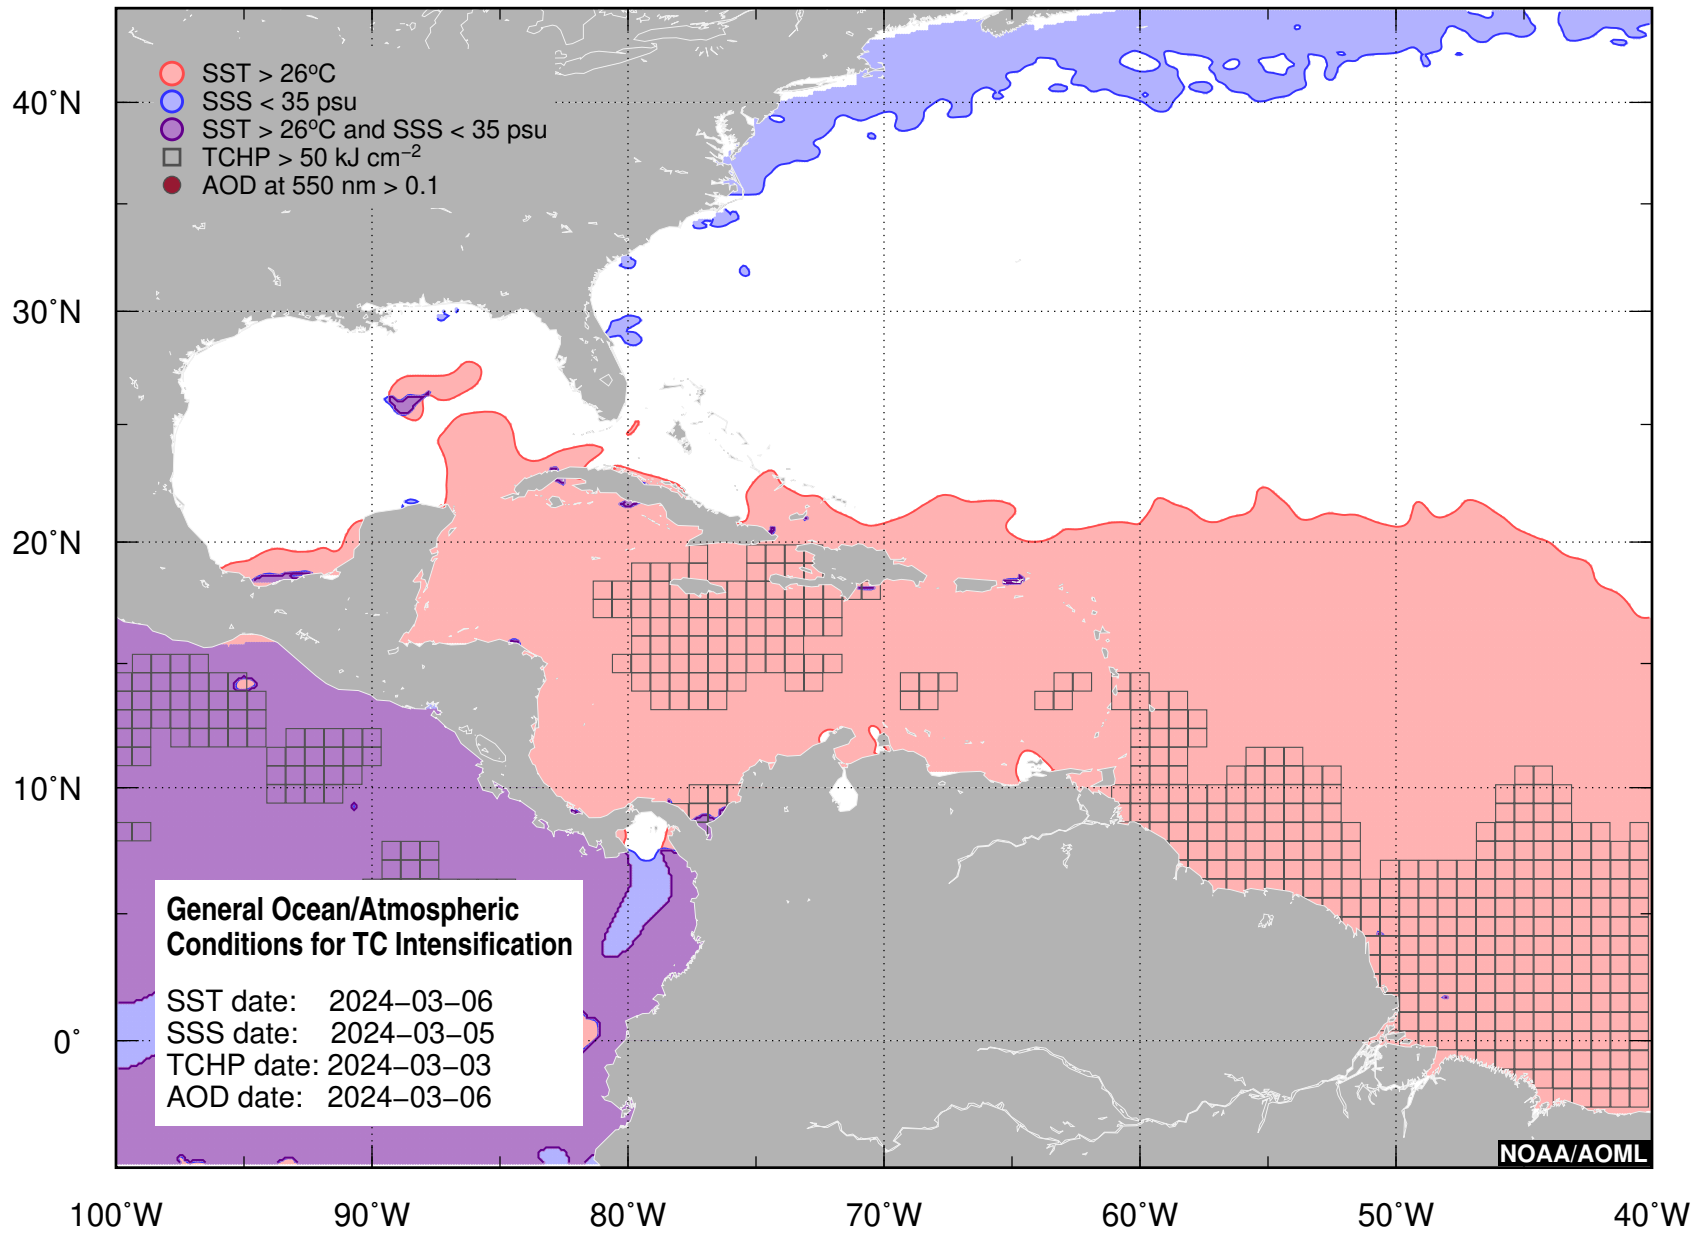 SST > 26ºC
SSS < 35 psu
SST > 26ºC and SSS < 35 psu
TCHP > 50 kJ cm⁻²
AOD at 550 nm > 0.1
40˚N
30˚N
20˚N
10˚N
0˚
General Ocean/Atmospheric
Conditions for TC Intensification
SST date: 2024−03−06
SSS date: 2024−03−05
TCHP date: 2024−03−03
AOD date: 2024−03−06
NOAA/AOML
100˚W 90˚W 80˚W 70˚W 60˚W 50˚W 40˚W